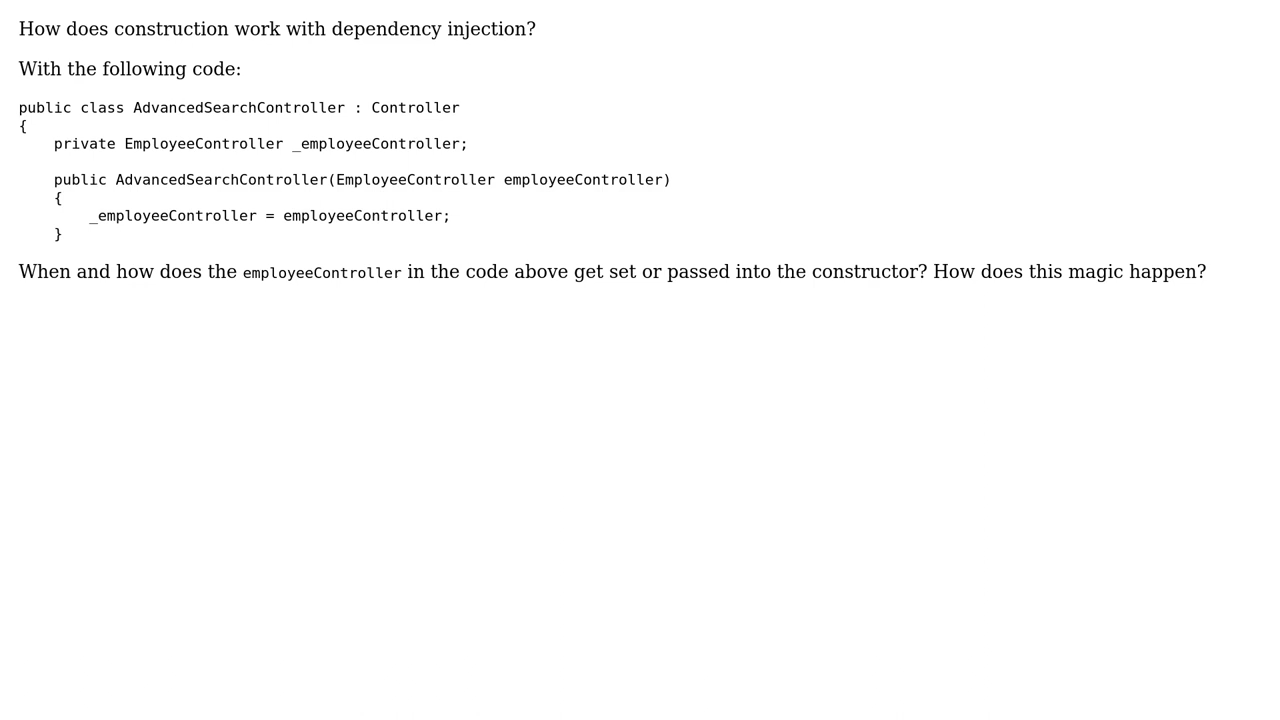 How does construction work with dependency injection?
With the following code:
public class AdvancedSearchController : Controller
{
    private EmployeeController _employeeController;
    public AdvancedSearchController(EmployeeController employeeController)
    {
        _employeeController = employeeController;
    }
When and how does the employeeController in the code above get set or passed into the constructor? How does this magic happen?